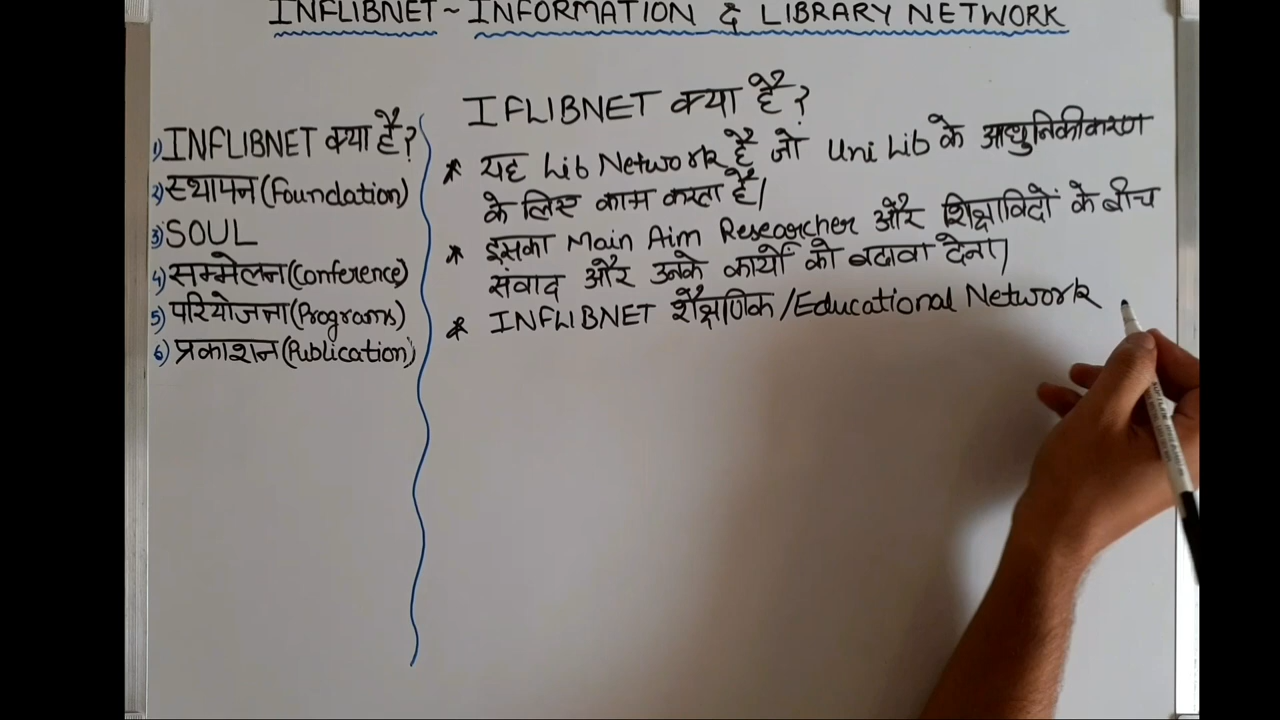 INFLIBNET~INFORMATION & LIBRARY NETWORK
1) INFLIBNET क्या है?
2) स्थापन (Foundation)
3) SOUL
4) सम्मेलन (Conference)
5) परियोजना (Programs)
6) प्रकाशन (Publication)
IFLIBNET क्या है?
* यह Lib Network है जो Uni Lib के आधुनिकीकरण
के लिए काम करता है।
* इसका Main Aim Researcher और शिक्षाविदों के बीच
संवाद और उनके कार्यों को बढावा देना।
* INFLIBNET शैक्षणिक/Educational Network